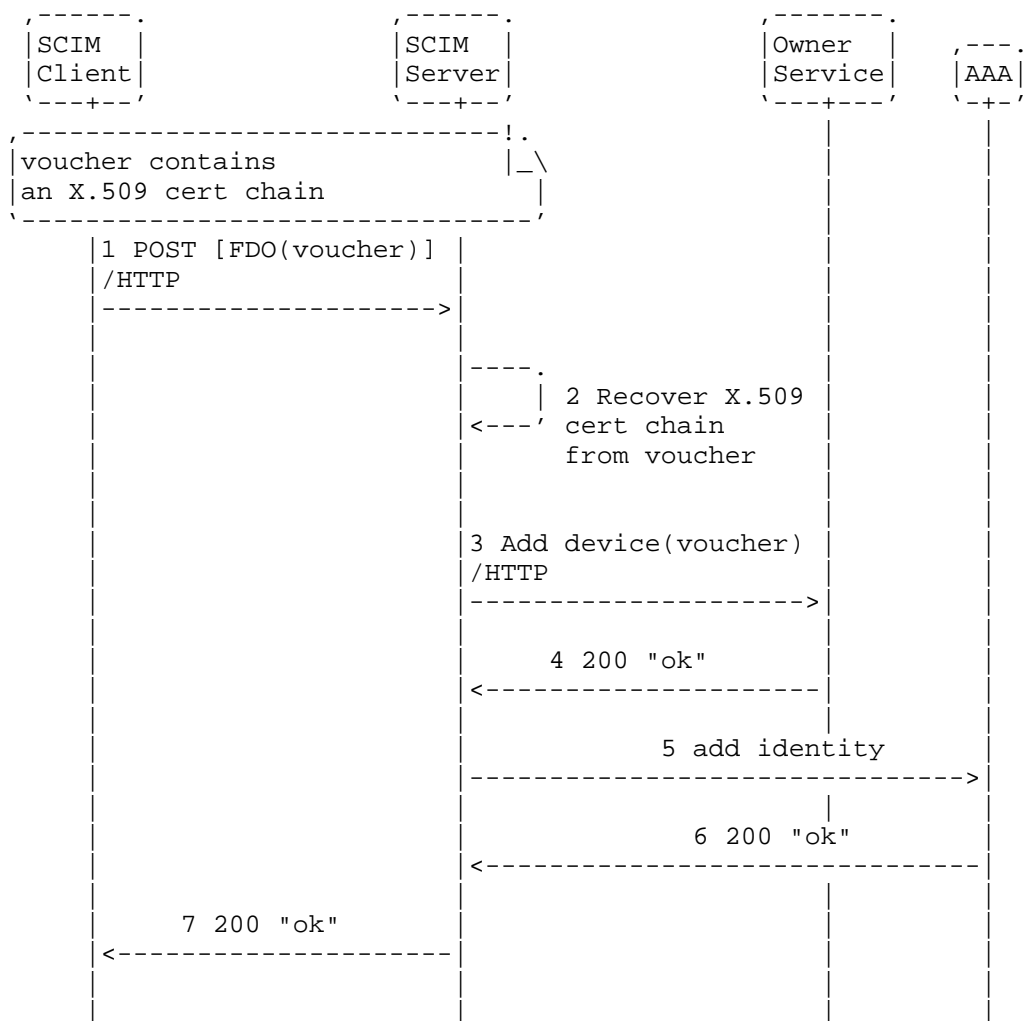 SCIM
Client
SCIM
Server
Owner
Service
AAA
voucher contains
an X.509 cert chain
1 POST [FDO(voucher)]
/HTTP
2 Recover X.509
cert chain
from voucher
3 Add device(voucher)
/HTTP
4 200 "ok"
5 add identity
6 200 "ok"
7 200 "ok"